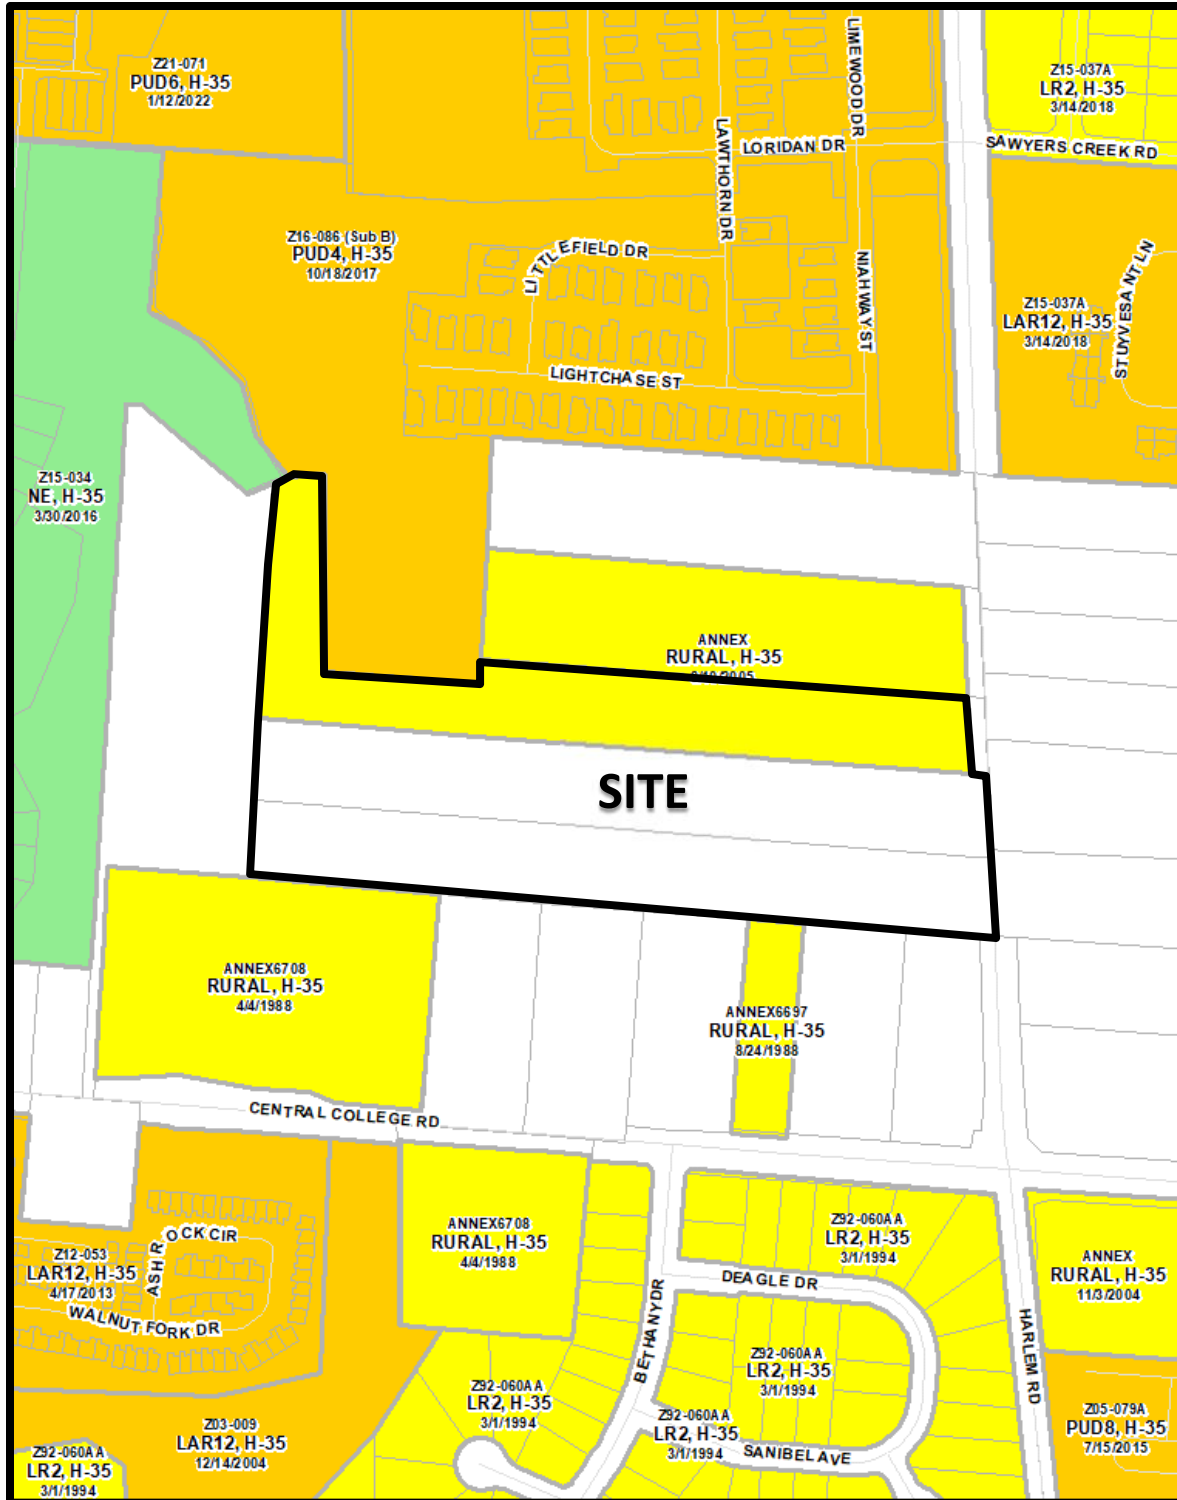 Z21-071
PUD6, H-35
1/12/2022
LIMEWOOD DR
Z15-037A
LR2, H-35
3/14/2018
LAWTHORN DR
LORIDAN DR
SAWYERS CREEK RD
Z16-086 (Sub B)
PUD4, H-35
10/18/2017
LITTLEFIELD DR
NIAHWAY ST
STUYVESANT LN
Z15-037A
LAR12, H-35
3/14/2018
LIGHTCHASE ST
Z15-034
NE, H-35
3/30/2016
ANNEX
RURAL, H-35
SITE
ANNEX6708
RURAL, H-35
4/4/1988
ANNEX6697
RURAL, H-35
8/24/1988
CENTRAL COLLEGE RD
ASHROCK CIR
Z12-053
LAR12, H-35
4/17/2013
WALNUT FORK DR
ANNEX6708
RURAL, H-35
4/4/1988
Z92-060AA
LR2, H-35
3/1/1994
DEAGLE DR
ANNEX
RURAL, H-35
11/3/2004
BETHANY DR
HARLEM RD
Z92-060AA
LR2, H-35
3/1/1994
Z92-060AA
LR2, H-35
3/1/1994
Z92-060AA
LR2, H-35
3/1/1994
SANIBEL AVE
Z05-079A
PUD8, H-35
7/15/2015
Z03-009
LAR12, H-35
12/14/2004
Z92-060AA
LR2, H-35
3/1/1994